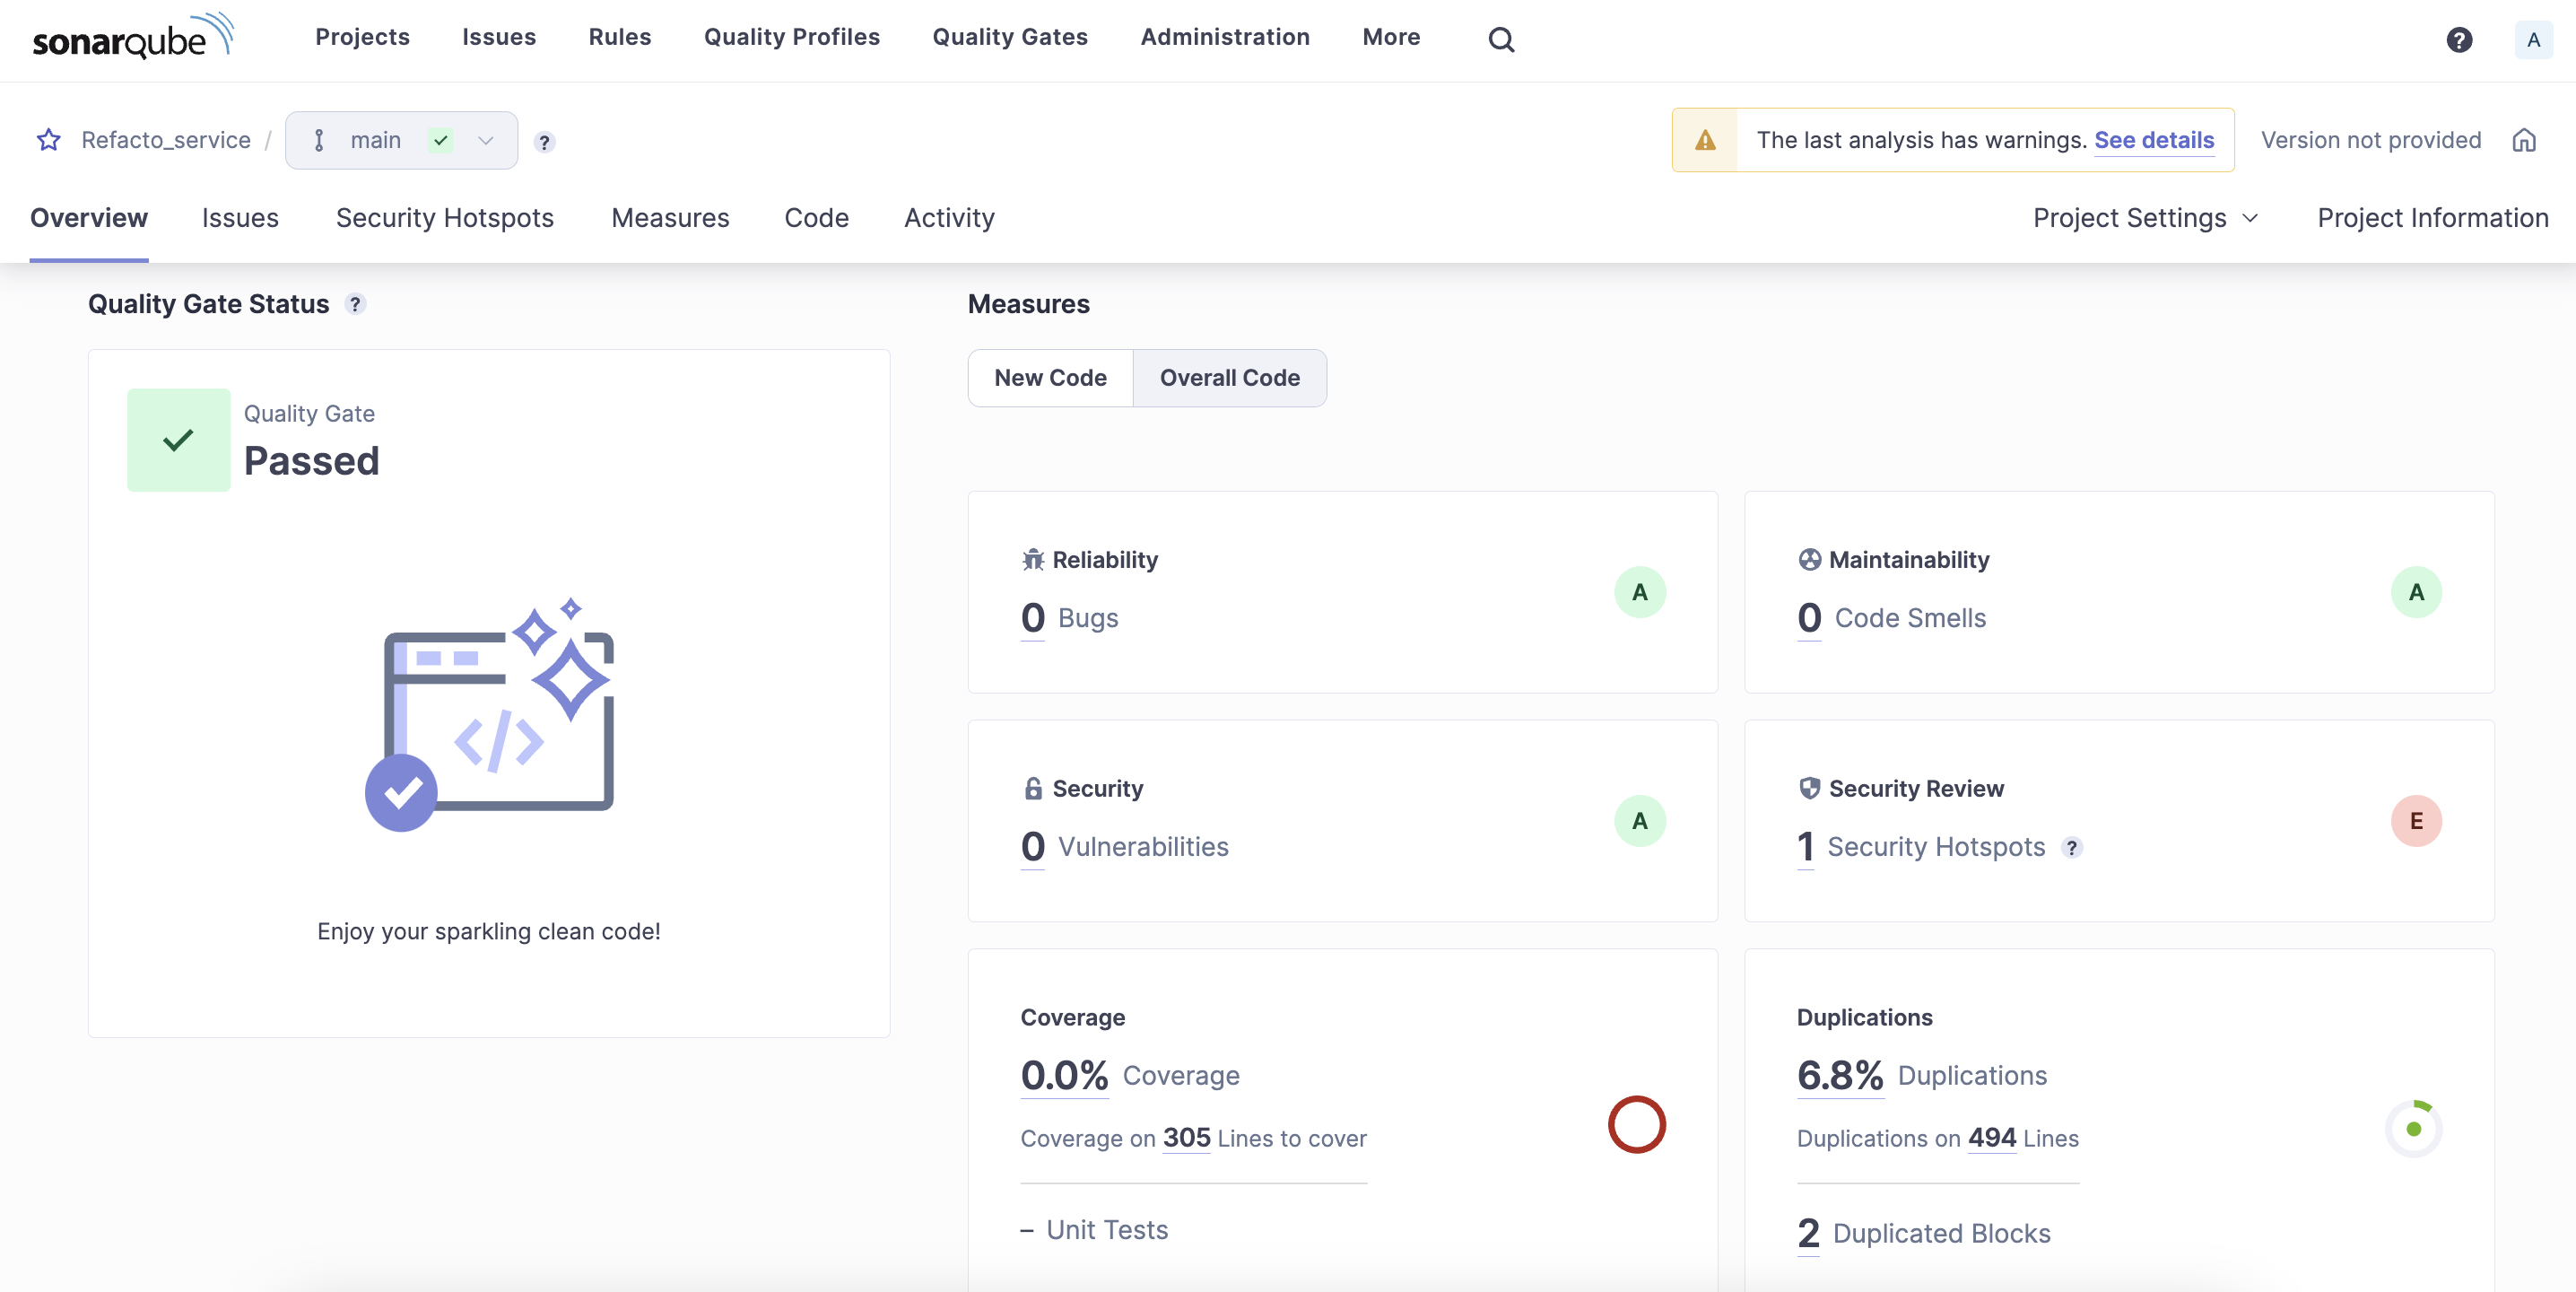 sonarqube Projects Issues Rules Quality Profiles Quality Gates Administration More ? A
Refacto_service / main ? The last analysis has warnings. See details Version not provided
Overview Issues Security Hotspots Measures Code Activity Project Settings Project Information
Quality Gate Status ?
Quality Gate
Passed
</>
Enjoy your sparkling clean code!
Measures
New Code Overall Code
Reliability
0 Bugs
A
Maintainability
0 Code Smells
A
Security
0 Vulnerabilities
A
Security Review
1 Security Hotspots ?
E
Coverage
0.0% Coverage
Coverage on 305 Lines to cover
– Unit Tests
Duplications
6.8% Duplications
Duplications on 494 Lines
2 Duplicated Blocks